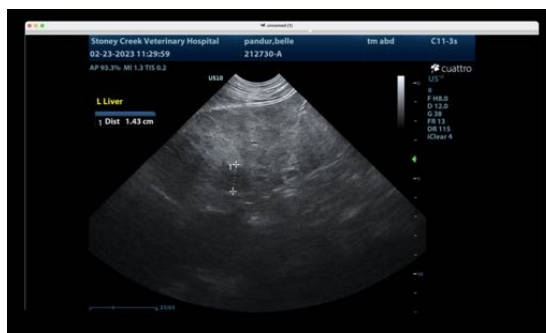 unnamed (5)
Stoney Creek Veterinary Hospital pandur,belle tm abd C11-3s
02-23-2023 11:29:59 212730-A
AP 93.3% MI 1.3 TIS 0.2
cuattro
US10
L Liver
1 Dist 1.43 cm
R
F H8.0
D 12.0
G 38
FR 13
DR 115
iClear 4